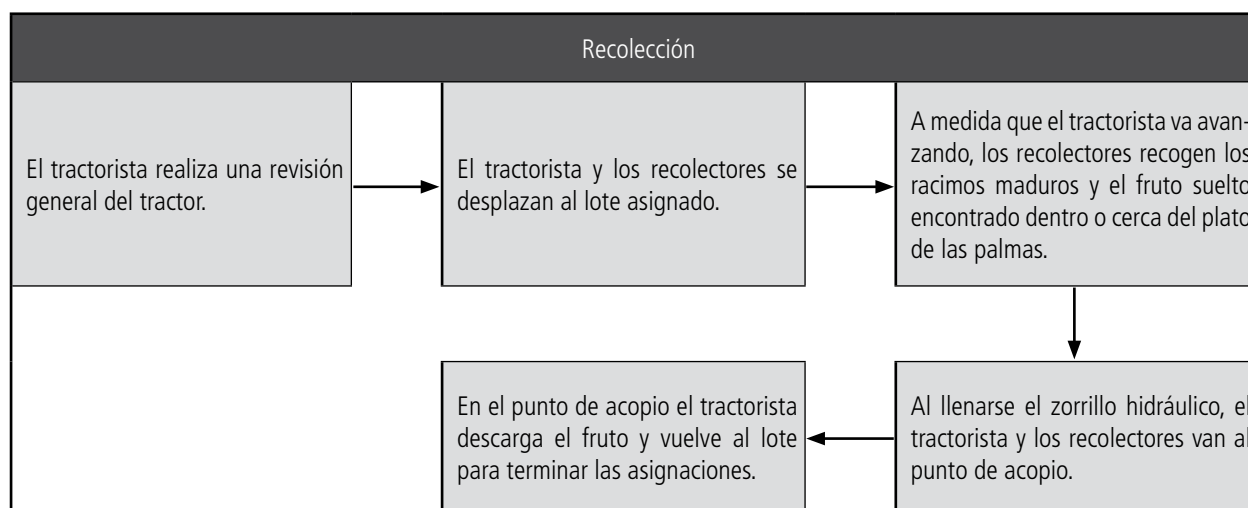 Recolección
El tractorista realiza una revisión
general del tractor.
El tractorista y los recolectores se
desplazan al lote asignado.
A medida que el tractorista va avan-
zando, los recolectores recogen los
racimos maduros y el fruto suelto
encontrado dentro o cerca del plato
de las palmas.
Al llenarse el zorrillo hidráulico, el
tractorista y los recolectores van al
punto de acopio.
En el punto de acopio el tractorista
descarga el fruto y vuelve al lote
para terminar las asignaciones.